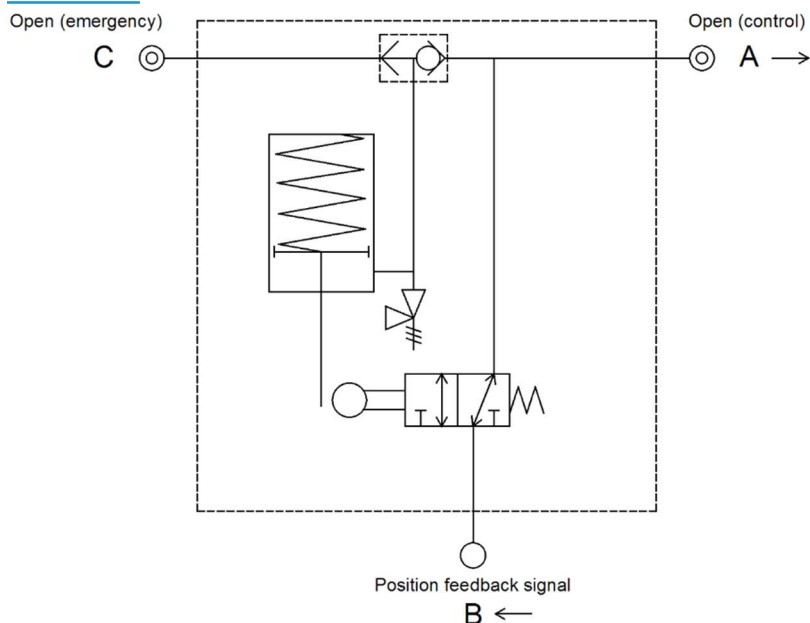 Open (emergency)
C
Open (control)
A
Position feedback signal
B